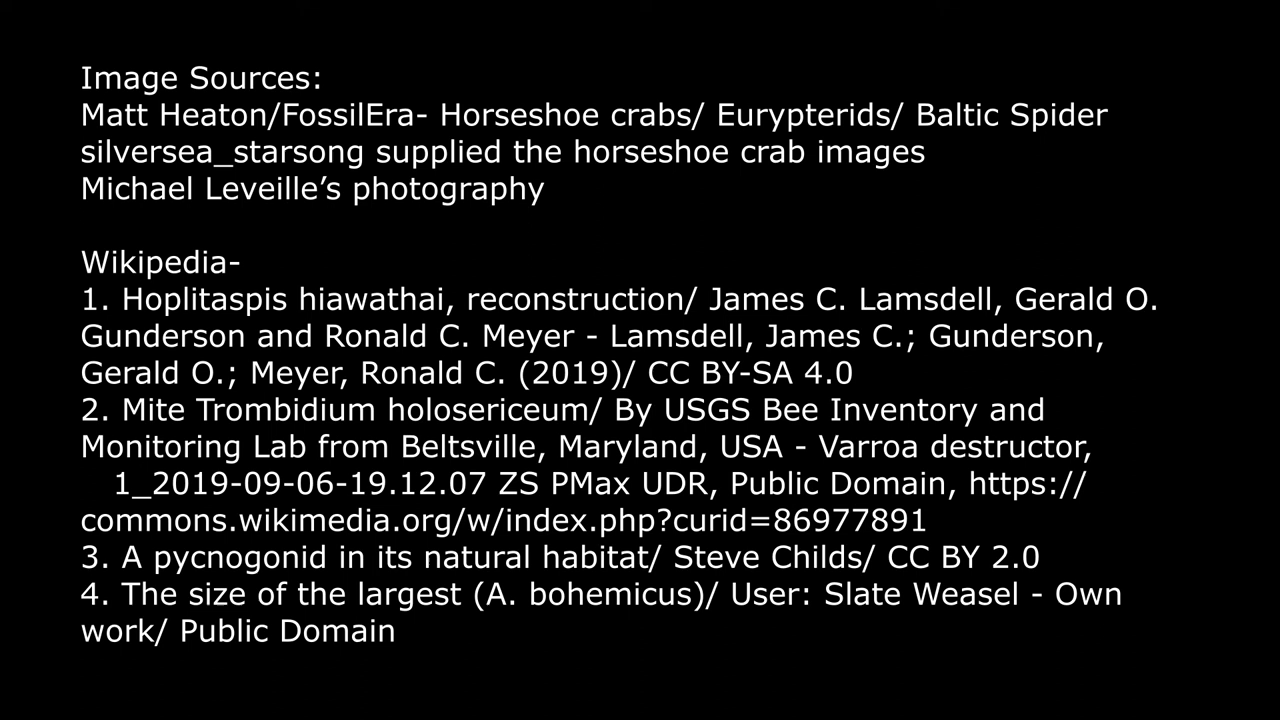 Image Sources:
Matt Heaton/FossilEra- Horseshoe crabs/ Eurypterids/ Baltic Spider
silversea_starsong supplied the horseshoe crab images
Michael Leveille’s photography
Wikipedia-
1. Hoplitaspis hiawathai, reconstruction/ James C. Lamsdell, Gerald O.
Gunderson and Ronald C. Meyer - Lamsdell, James C.; Gunderson,
Gerald O.; Meyer, Ronald C. (2019)/ CC BY-SA 4.0
2. Mite Trombidium holosericeum/ By USGS Bee Inventory and
Monitoring Lab from Beltsville, Maryland, USA - Varroa destructor,
1_2019-09-06-19.12.07 ZS PMax UDR, Public Domain, https://
commons.wikimedia.org/w/index.php?curid=86977891
3. A pycnogonid in its natural habitat/ Steve Childs/ CC BY 2.0
4. The size of the largest (A. bohemicus)/ User: Slate Weasel - Own
work/ Public Domain